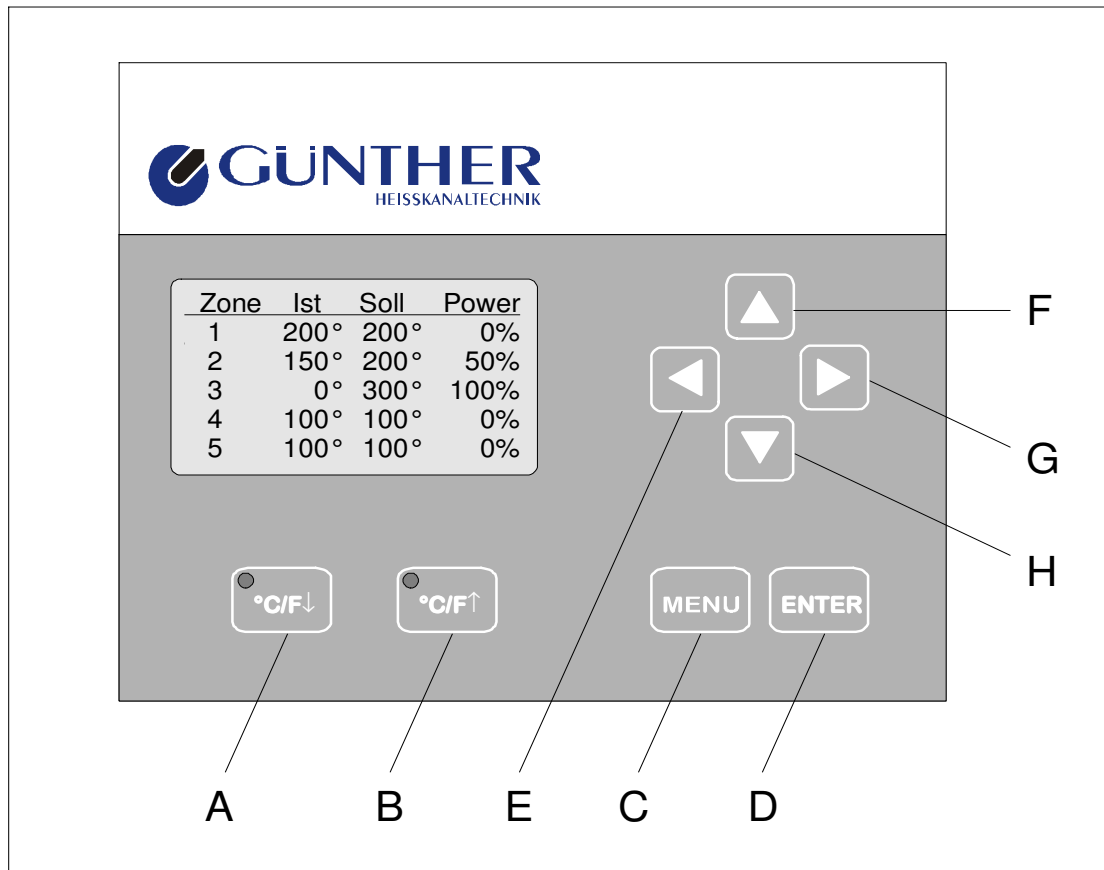 GÜNTHER
HEISSKANALTECHNIK
Zone Ist Soll Power
1 200° 200° 0%
2 150° 200° 50%
3 0° 300° 100%
4 100° 100° 0%
5 100° 100° 0%
F
G
H
°C/F↓ °C/F↑ MENU ENTER
A B E C D